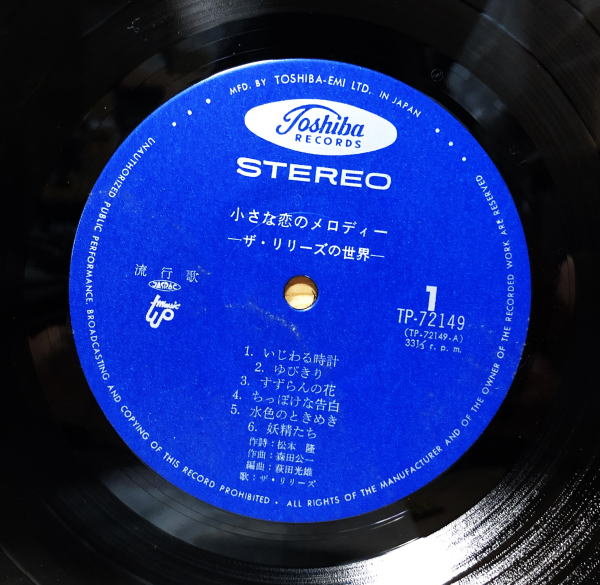 MFD. BY TOSHIBA-EMI LTD. IN JAPAN
Toshiba
RECORDS
STEREO
小さな恋のメロディー
—ザ・リリーズの世界—
流行歌
JASRAC
music
1
TP-72149
(TP-72149-A)
33⅓ r. p. m.
1. いじわる時計
2. ゆびきり
3. すずらんの花
4. ちっぽけな告白
5. 水色のときめき
6. 妖精たち
作詩：松本 隆
作曲：森田公一
編曲：萩田光雄
歌：ザ・リリーズ
UNAUTHORIZED PUBLIC PERFORMANCE, BROADCASTING AND COPYING OF THIS RECORD PROHIBITED • ALL RIGHTS OF THE MANUFACTURER AND OF THE OWNER OF THE RECORDED WORK ARE RESERVED